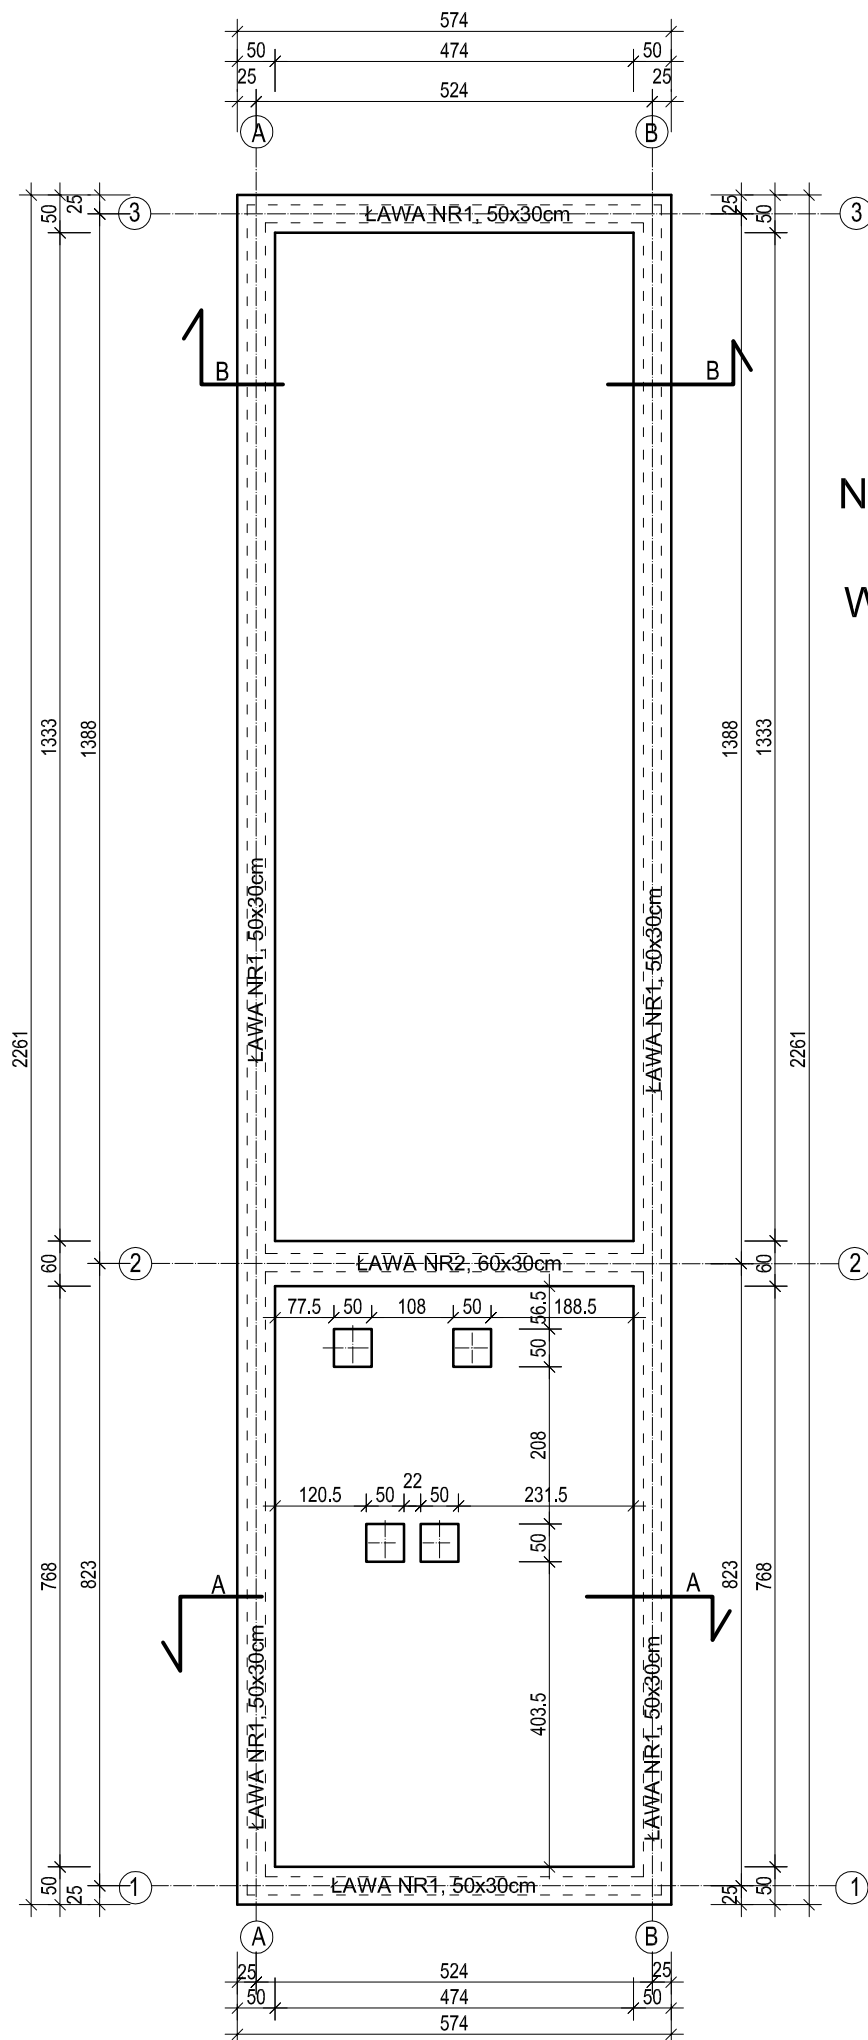 574
50 474 50
25 524 25
A B
25 50 25 50
3 ŁAWA NR1, 50x30cm 3
B B
N
W
1333 1388 1388 1333
ŁAWA NR1, 50x30cm
ŁAWA NR1, 50x30cm
2261 2261
60 2 ŁAWA NR2, 60x30cm 60 2
77.5 50 108 50 188.5 56.5
50
208
22
120.5 50 50 231.5
50
768 823 823 768
A A
ŁAWA NR1, 50x30cm
ŁAWA NR1, 50x30cm
403.5
50 25 1 ŁAWA NR1, 50x30cm 25 50 1
A B
25 524 25
50 474 50
574